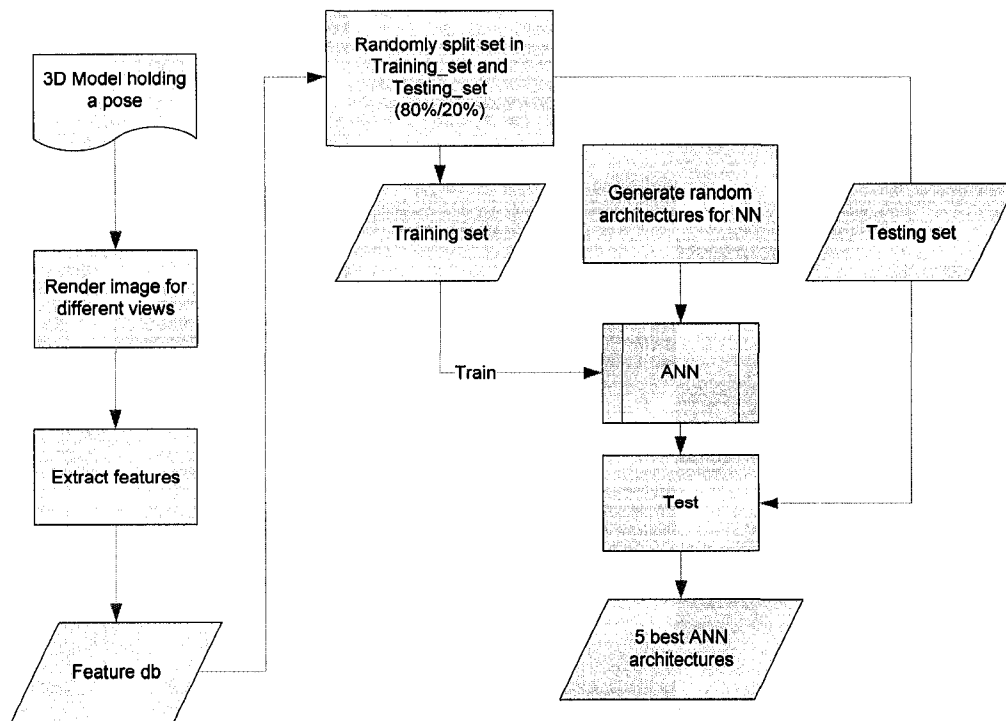 3D Model holding
a pose
Render image for
different views
Extract features
Feature db
Randomly split set in
Training_set and
Testing_set
(80%/20%)
Training set
Train
Generate random
architectures for NN
ANN
Test
5 best ANN
architectures
Testing set